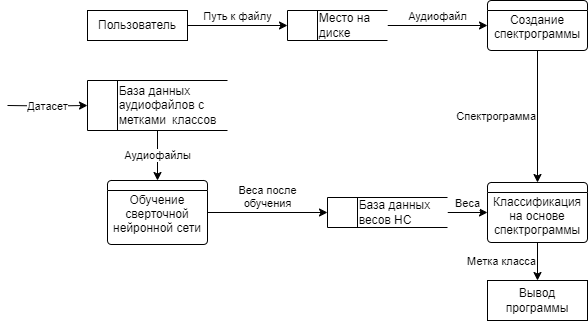 Пользователь
Путь к файлу
Место на
диске
Аудиофайл
Создание
спектрограммы
Датасет
База данных
аудиофайлов с
метками классов
Спектрограмма
Аудиофайлы
Обучение
сверточной
нейронной сети
Веса после
обучения
База данных
весов НС
Веса
Классификация
на основе
спектрограммы
Метка класса
Вывод
программы